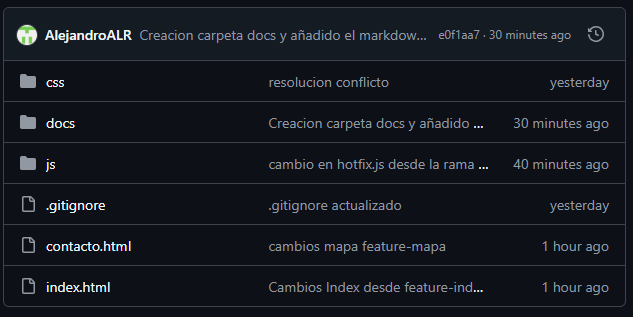 AlejandroALR Creacion carpeta docs y añadido el markdow... e0f1aa7 · 30 minutes ago
css resolucion conflicto yesterday
docs Creacion carpeta docs y añadido ... 30 minutes ago
js cambio en hotfix.js desde la rama ... 40 minutes ago
.gitignore .gitignore actualizado yesterday
contacto.html cambios mapa feature-mapa 1 hour ago
index.html Cambios Index desde feature-ind... 1 hour ago